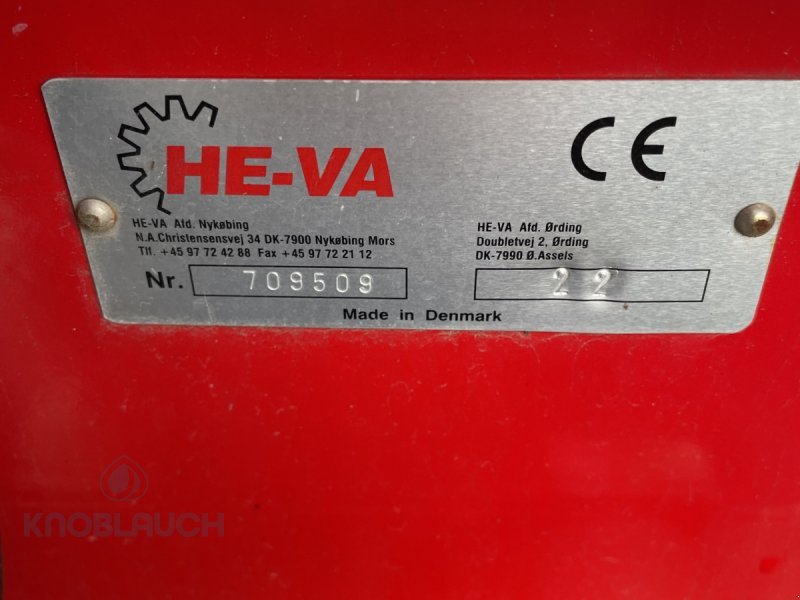 HE-VA
CE
HE-VA Afd. Nykøbing
N.A.Christensensvej 34 DK-7900 Nykøbing Mors
Tlf. +45 97 72 42 88 Fax +45 97 72 21 12
HE-VA Afd. Ørding
Doubletvej 2, Ørding
DK-7990 Ø.Assels
Nr. 709509
22
Made in Denmark
KNOBLAUCH